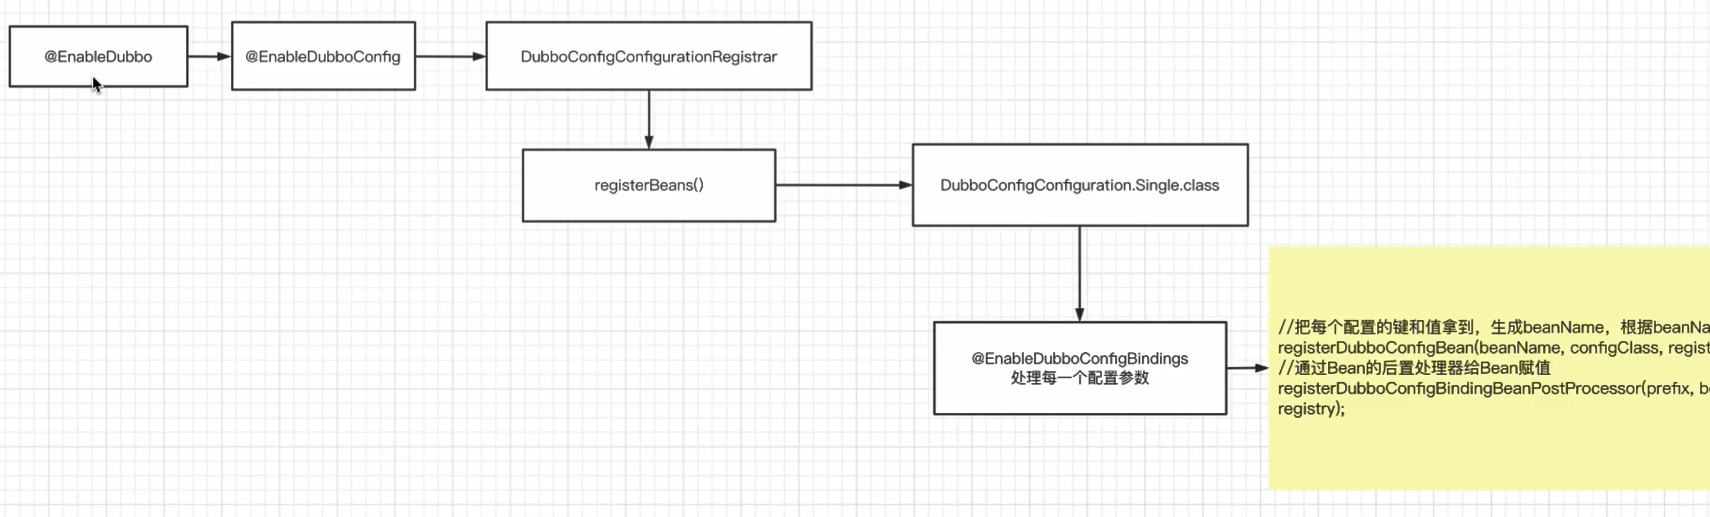 @EnableDubbo
@EnableDubboConfig
DubboConfigConfigurationRegistrar
registerBeans()
DubboConfigConfiguration.Single.class
@EnableDubboConfigBindings
处理每一个配置参数
//把每个配置的键和值拿到，生成beanName，根据beanNa
registerDubboConfigBean(beanName, configClass, regist
//通过Bean的后置处理器给Bean赋值
registerDubboConfigBindingBeanPostProcessor(prefix, be
registry);